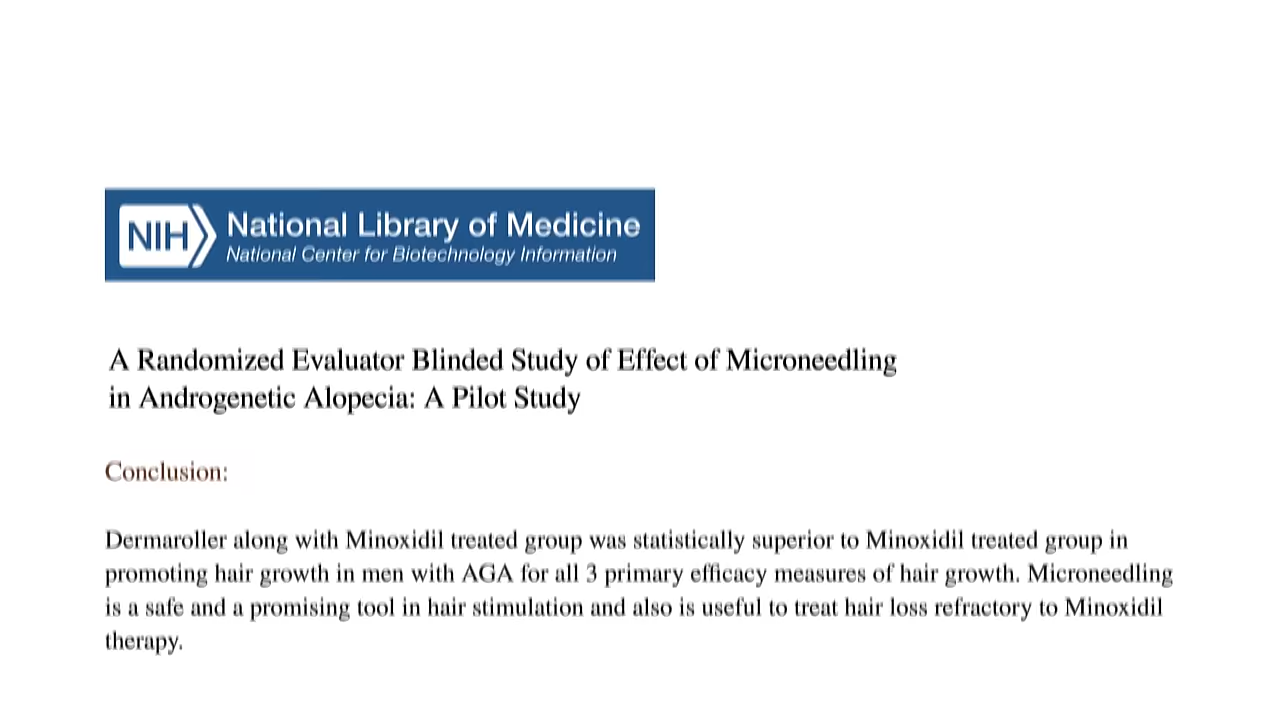 NIH National Library of Medicine
National Center for Biotechnology Information
A Randomized Evaluator Blinded Study of Effect of Microneedling
in Androgenetic Alopecia: A Pilot Study
Conclusion:
Dermaroller along with Minoxidil treated group was statistically superior to Minoxidil treated group in
promoting hair growth in men with AGA for all 3 primary efficacy measures of hair growth. Microneedling
is a safe and a promising tool in hair stimulation and also is useful to treat hair loss refractory to Minoxidil
therapy.